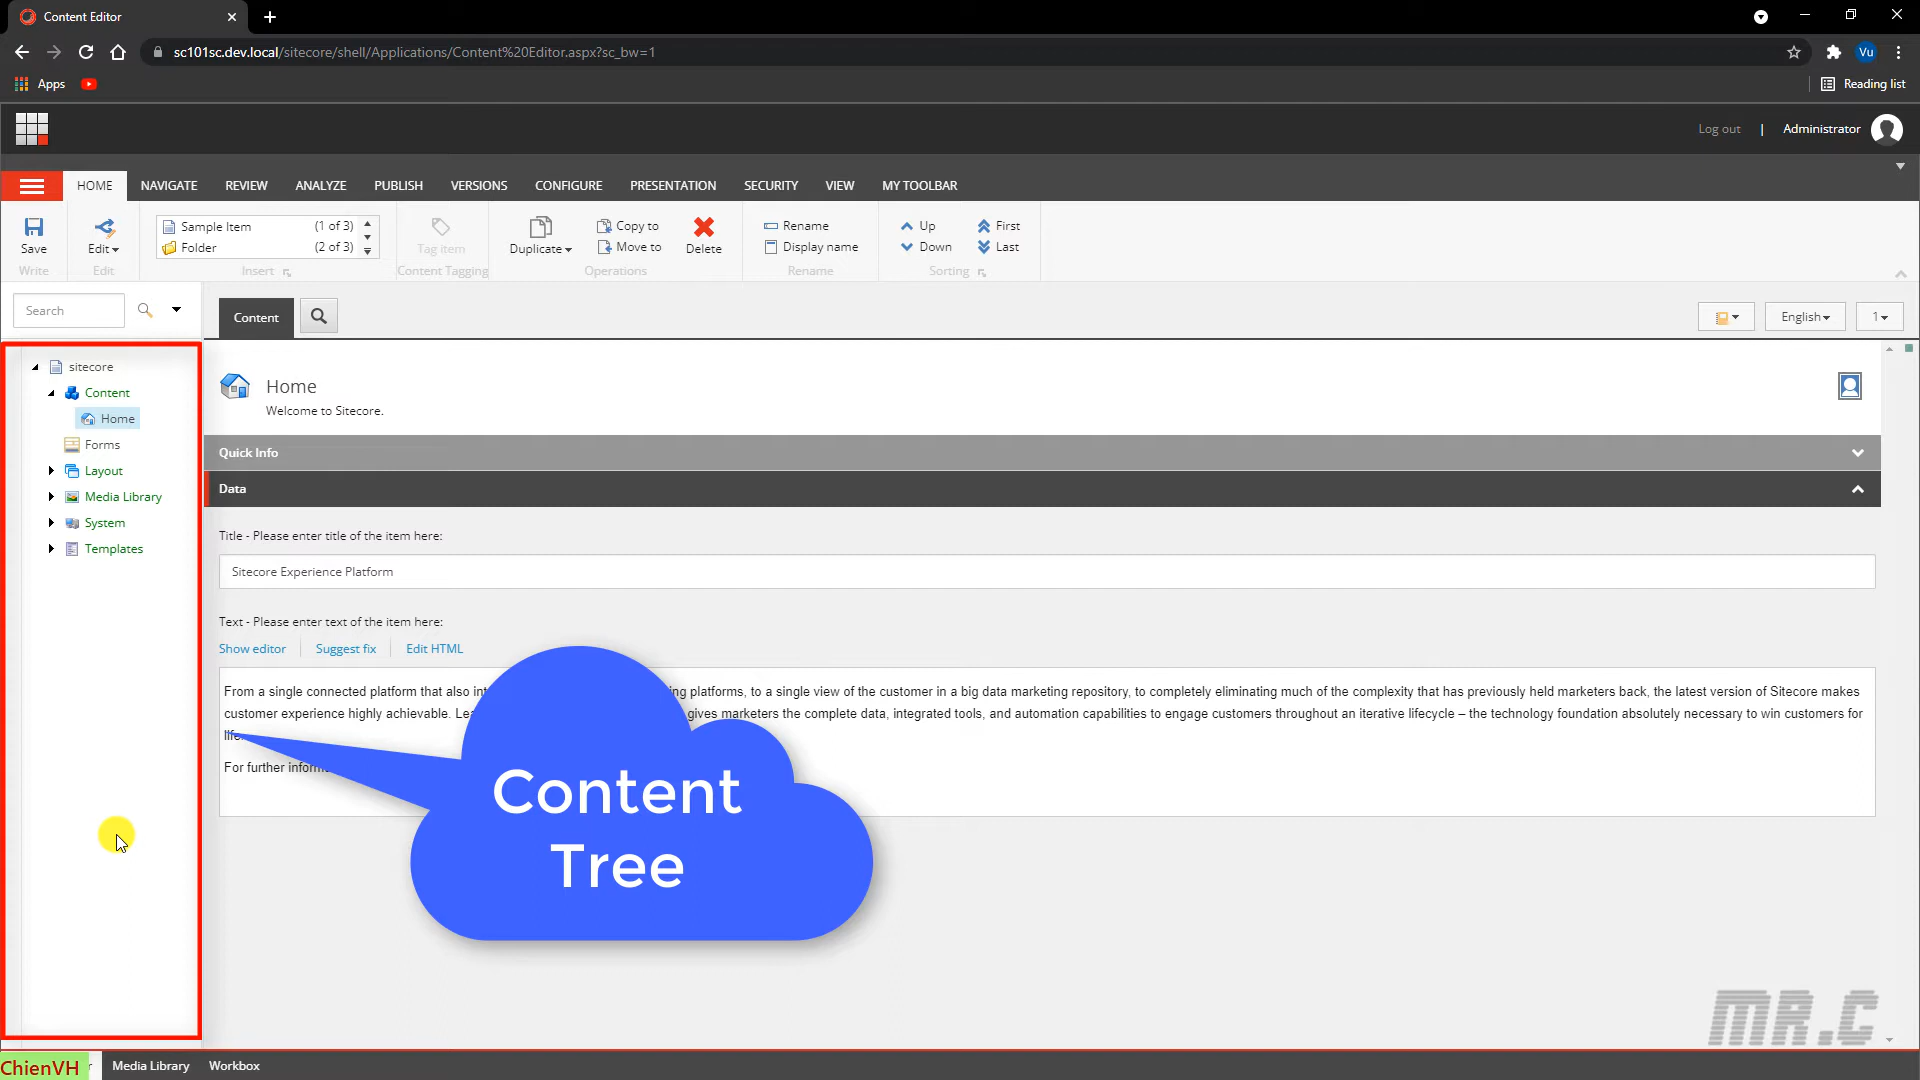 Content Editor
sc101sc.dev.local/sitecore/shell/Applications/Content%20Editor.aspx?sc_bw=1
Vu
Apps
Reading list
Log out | Administrator
HOME NAVIGATE REVIEW ANALYZE PUBLISH VERSIONS CONFIGURE PRESENTATION SECURITY VIEW MY TOOLBAR
Save
Write
Edit
Edit
Sample Item (1 of 3)
Folder (2 of 3)
Insert
Tag item
Content Tagging
Duplicate
Copy to
Move to
Delete
Operations
Rename
Display name
Rename
Up
Down
First
Last
Sorting
Search
Content
English
1
sitecore
Content
Home
Forms
Layout
Media Library
System
Templates
Home
Welcome to Sitecore.
Quick Info
Data
Title - Please enter title of the item here:
Sitecore Experience Platform
Text - Please enter text of the item here:
Show editor Suggest fix Edit HTML
From a single connected platform that also platforms, to a single view of the customer in a big data marketing repository, to completely eliminating much of the complexity that has previously held marketers back, the latest version of Sitecore makes
customer experience highly achievable. gives marketers the complete data, integrated tools, and automation capabilities to engage customers throughout an iterative lifecycle – the technology foundation absolutely necessary to win customers for
life.
For further
Content
Tree
MR.C
ChienVH
Media Library
Workbox